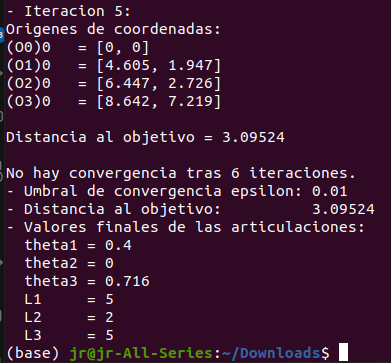 - Iteracion 5:
Origenes de coordenadas:
(O0)0   = [0, 0]
(O1)0   = [4.605, 1.947]
(O2)0   = [6.447, 2.726]
(O3)0   = [8.642, 7.219]
Distancia al objetivo = 3.09524
No hay convergencia tras 6 iteraciones.
- Umbral de convergencia epsilon: 0.01
- Distancia al objetivo:          3.09524
- Valores finales de las articulaciones:
  theta1 = 0.4
  theta2 = 0
  theta3 = 0.716
  L1     = 5
  L2     = 2
  L3     = 5
(base) jr@jr-All-Series:~/Downloads$